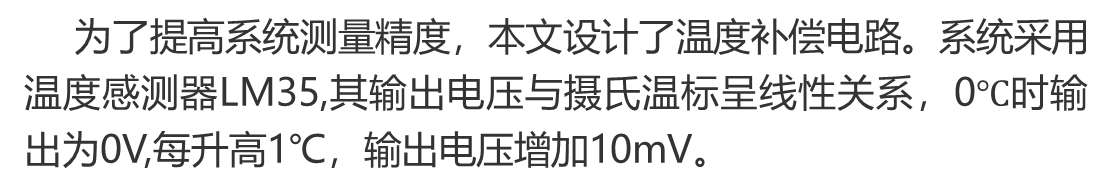 为了提高系统测量精度，本文设计了温度补偿电路。系统采用
温度感测器LM35,其输出电压与摄氏温标呈线性关系，0℃时输
出为0V,每升高1℃，输出电压增加10mV。